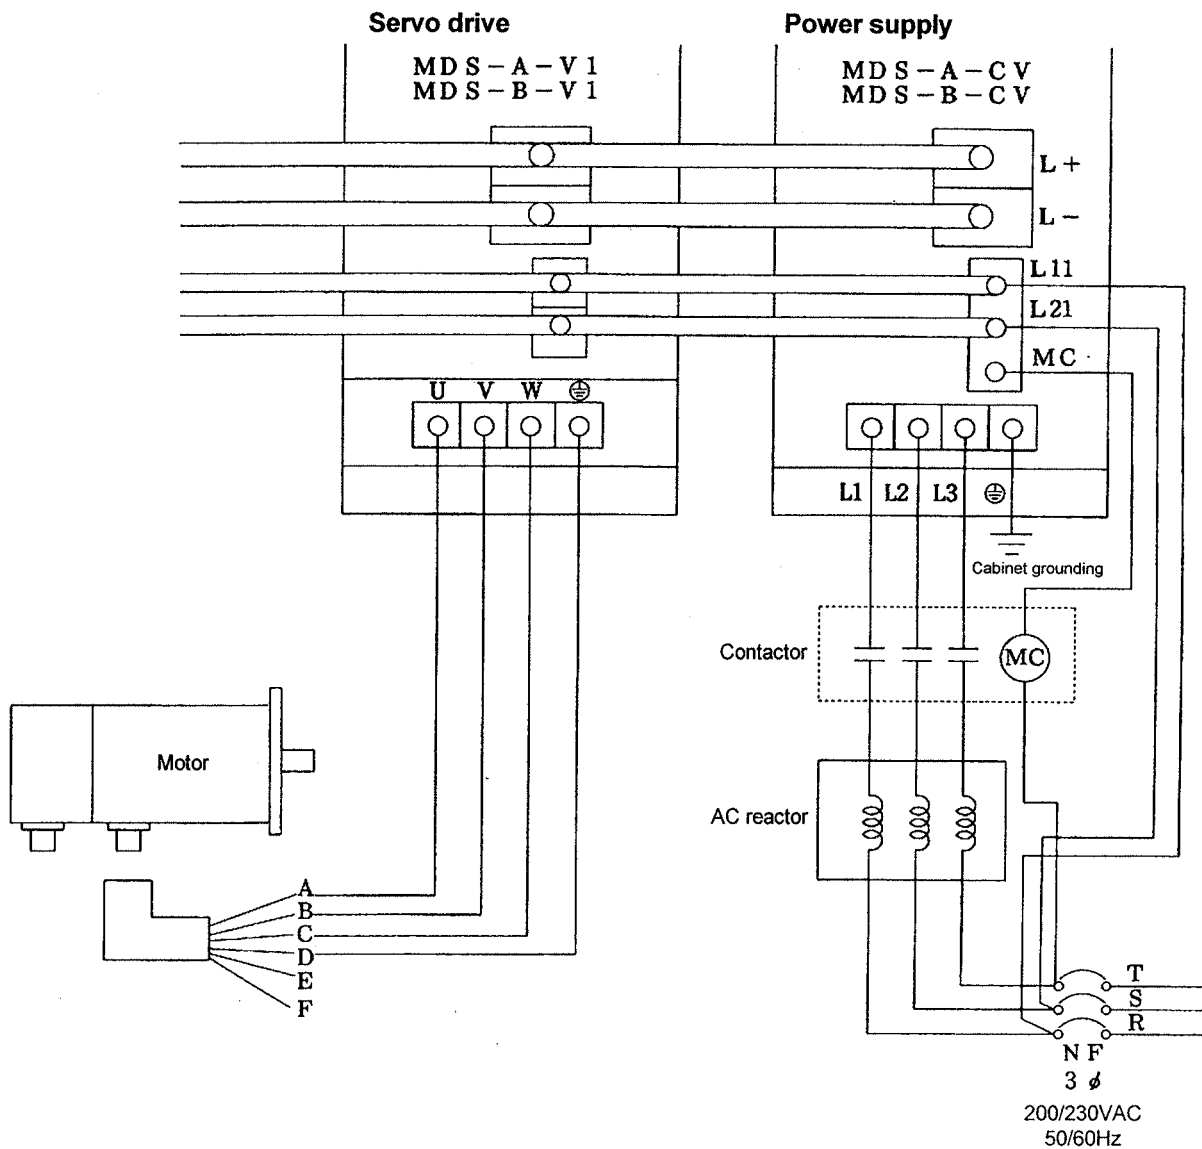 Servo drive
MDS-A-V1
MDS-B-V1
Power supply
MDS-A-CV
MDS-B-CV
L+
L-
L11
L21
MC
U V W
L1 L2 L3
Cabinet grounding
Contactor
MC
Motor
AC reactor
A
B
C
D
E
F
T
S
R
NF
3 φ
200/230VAC
50/60Hz